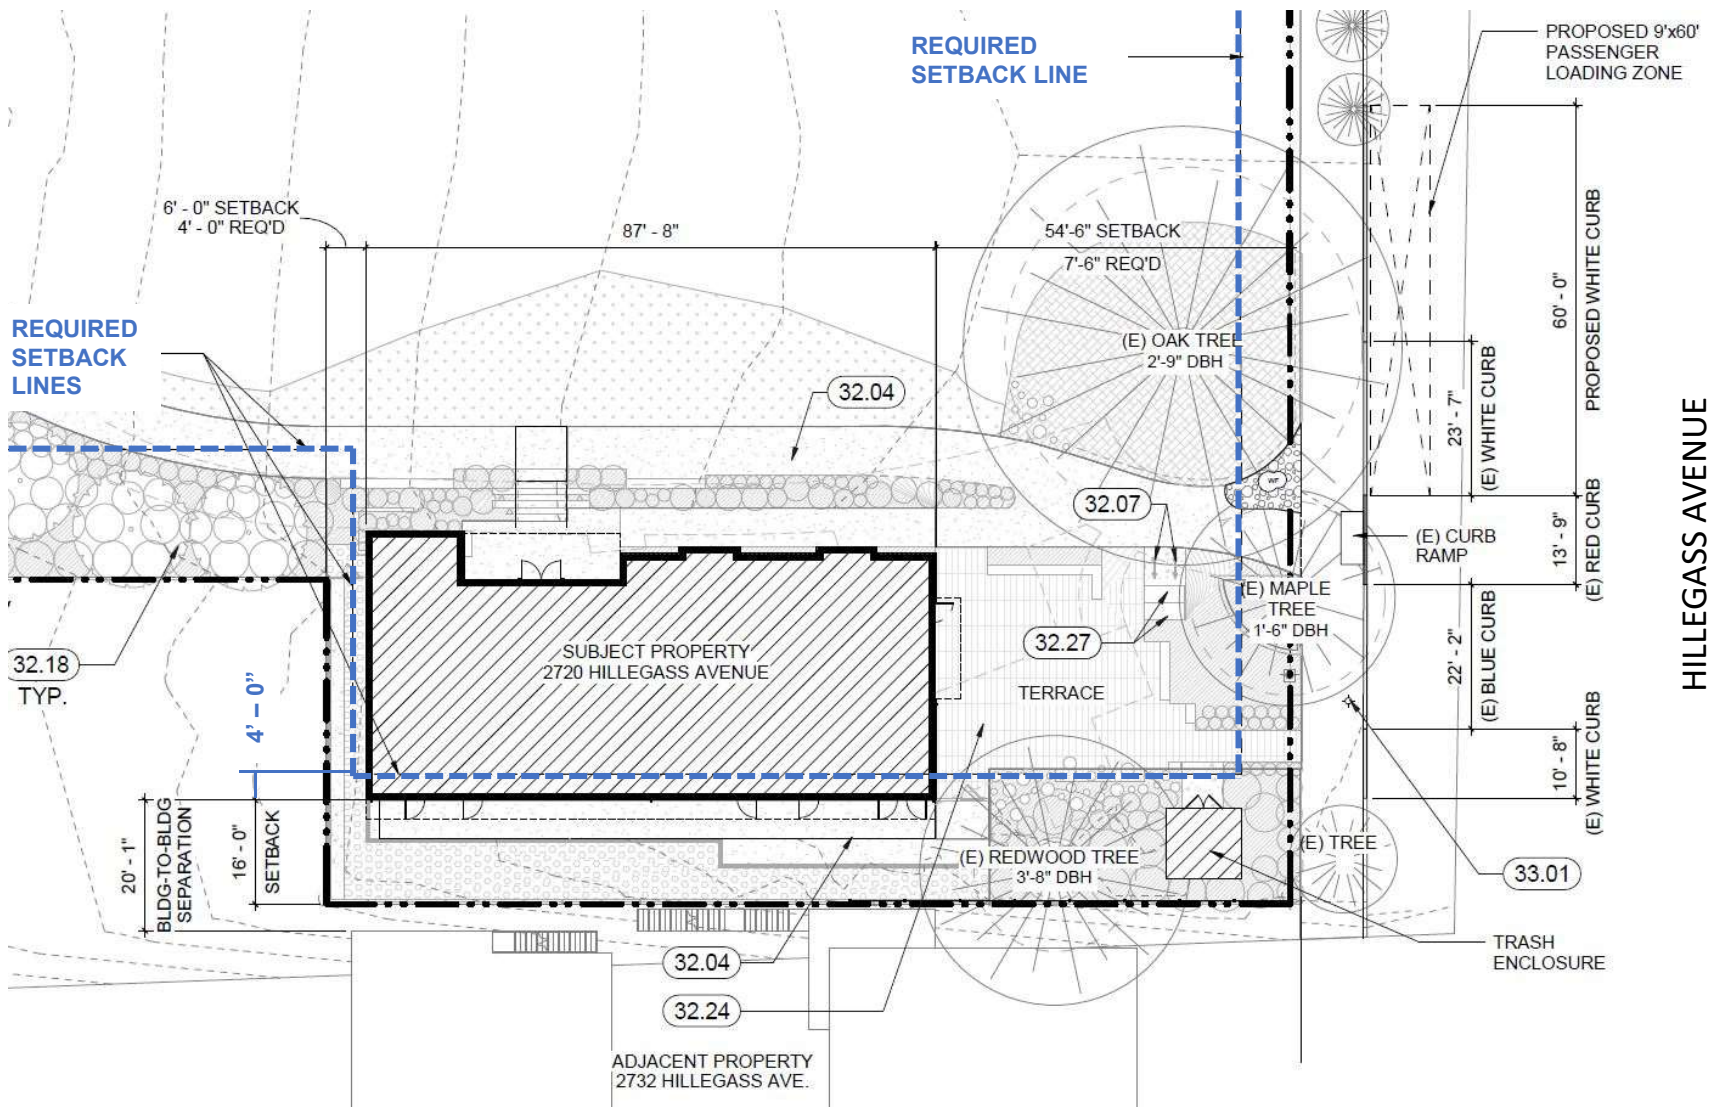 REQUIRED
SETBACK LINE
PROPOSED 9'x60'
PASSENGER
LOADING ZONE
6' - 0" SETBACK
4' - 0" REQ'D
87' - 8"
54'-6" SETBACK
7'-6" REQ'D
60' - 0"
PROPOSED WHITE CURB
REQUIRED
SETBACK
LINES
(E) OAK TREE
2'-9" DBH
32.04
23' - 7"
(E) WHITE CURB
HILLEGASS AVENUE
WF
32.07
(E) CURB
RAMP
13' - 9"
(E) RED CURB
(E) MAPLE
TREE
1'-6" DBH
32.18
TYP.
SUBJECT PROPERTY
2720 HILLEGASS AVENUE
32.27
TERRACE
22' - 2"
(E) BLUE CURB
4' – 0"
10' - 8"
(E) WHITE CURB
20' - 1"
BLDG-TO-BLDG
SEPARATION
16' - 0"
SETBACK
(E) REDWOOD TREE
3'-8" DBH
(E) TREE
33.01
32.04
TRASH
ENCLOSURE
32.24
ADJACENT PROPERTY
2732 HILLEGASS AVE.